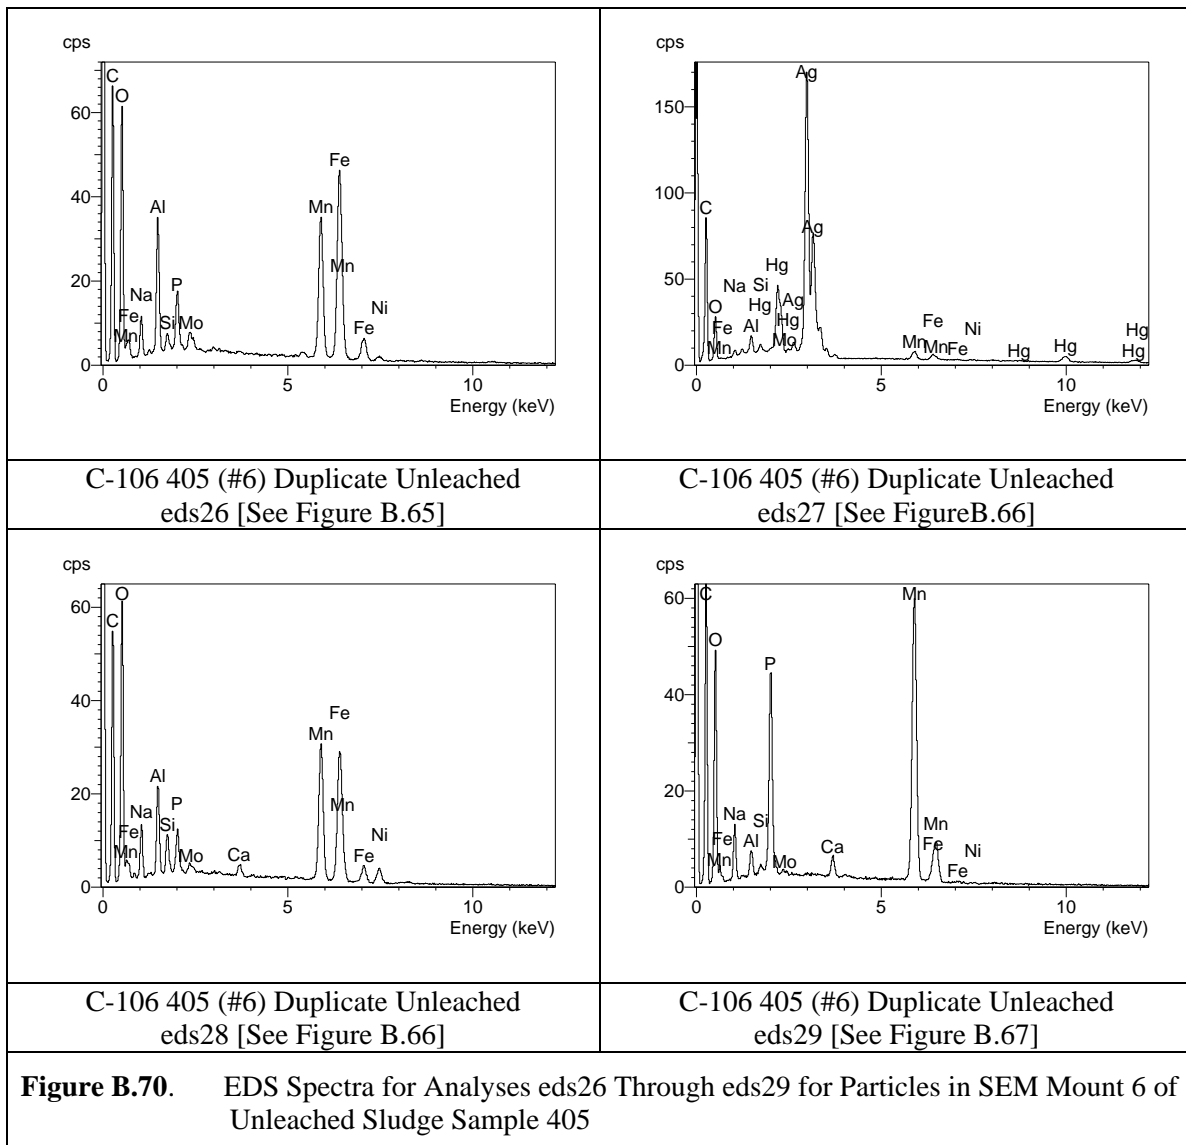 cps
60
40
20
0
C
O
Al
Na
Fe
Mn
Si
P
Mo
Mn
Fe
Mn
Fe
Ni
0
5
10
Energy (keV)
C-106 405 (#6) Duplicate Unleached
eds26 [See Figure B.65]
cps
150
100
50
0
C
O
Fe
Mn
Na
Si
Hg
Al
Hg
Ag
Hg
Mo
Ag
Ag
Mn
Fe
Mn
Fe
Ni
Hg
Hg
Hg
Hg
0
5
10
Energy (keV)
C-106 405 (#6) Duplicate Unleached
eds27 [See FigureB.66]
cps
60
40
20
0
C
O
Na
Fe
Mn
Al
Si
P
Mo
Ca
Mn
Fe
Mn
Fe
Ni
0
5
10
Energy (keV)
C-106 405 (#6) Duplicate Unleached
eds28 [See Figure B.66]
cps
60
40
20
0
C
O
Na
Fe
Mn
Al
Si
P
Mo
Ca
Mn
Mn
Fe
Fe
Ni
0
5
10
Energy (keV)
C-106 405 (#6) Duplicate Unleached
eds29 [See Figure B.67]
Figure B.70. EDS Spectra for Analyses eds26 Through eds29 for Particles in SEM Mount 6 of
Unleached Sludge Sample 405